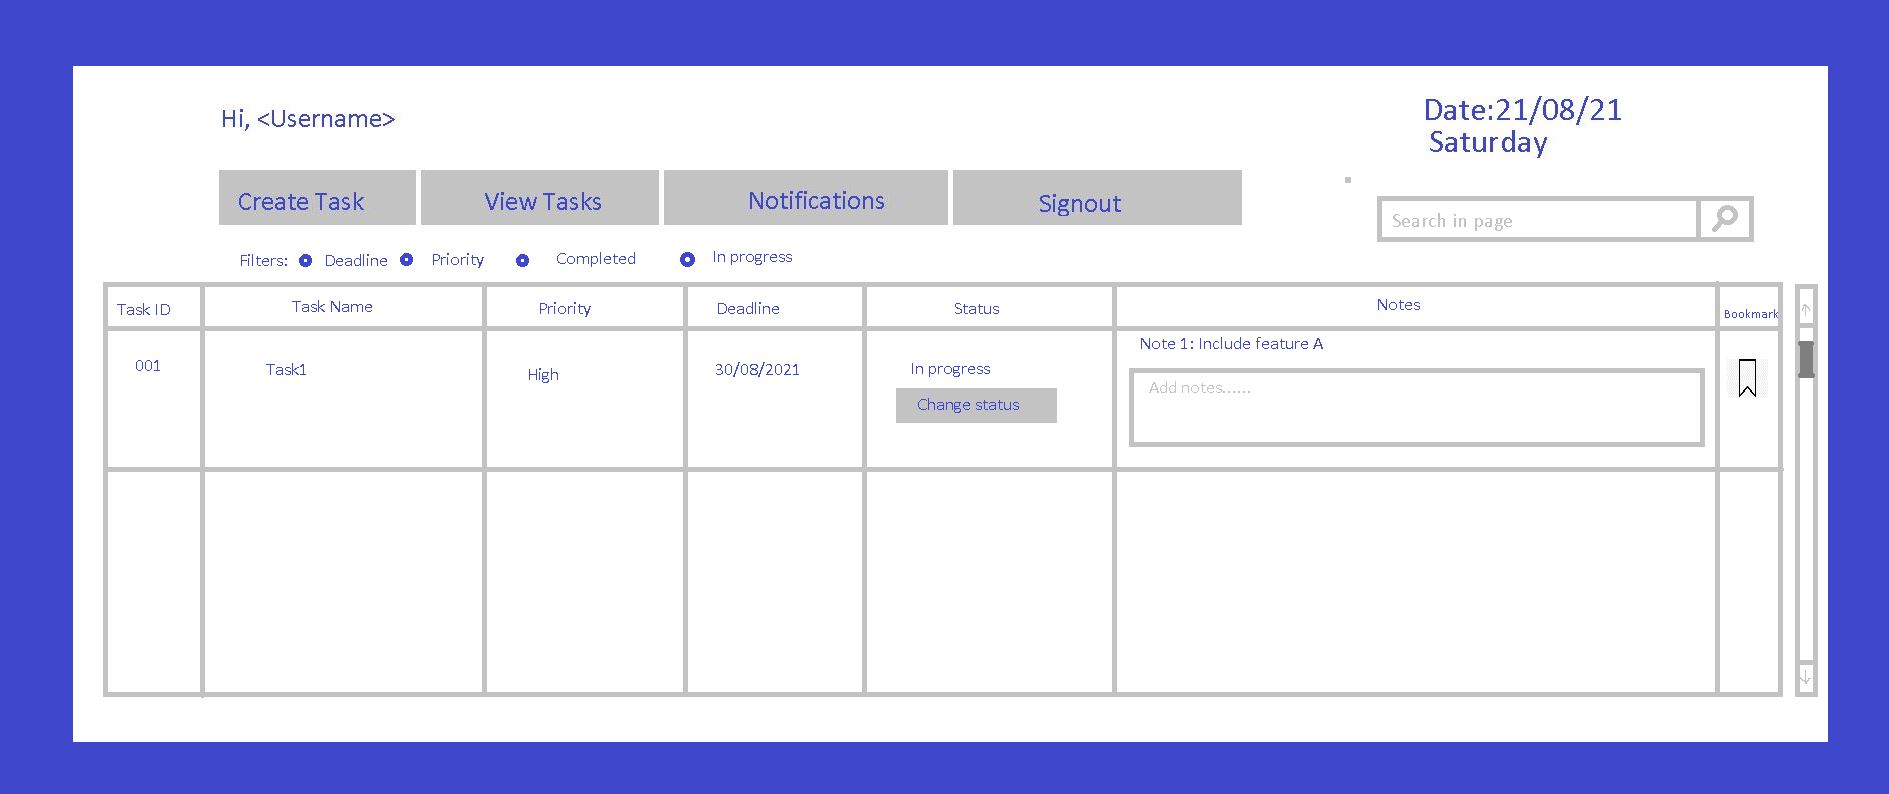 Hi, <Username>
Date:21/08/21
Saturday
Create Task
View Tasks
Notifications
Signout
Search in page
Filters: Deadline Priority Completed In progress
Task ID Task Name Priority Deadline Status Notes Bookmark
001 Task1 High 30/08/2021 In progress
Change status
Note 1: Include feature A
Add notes......